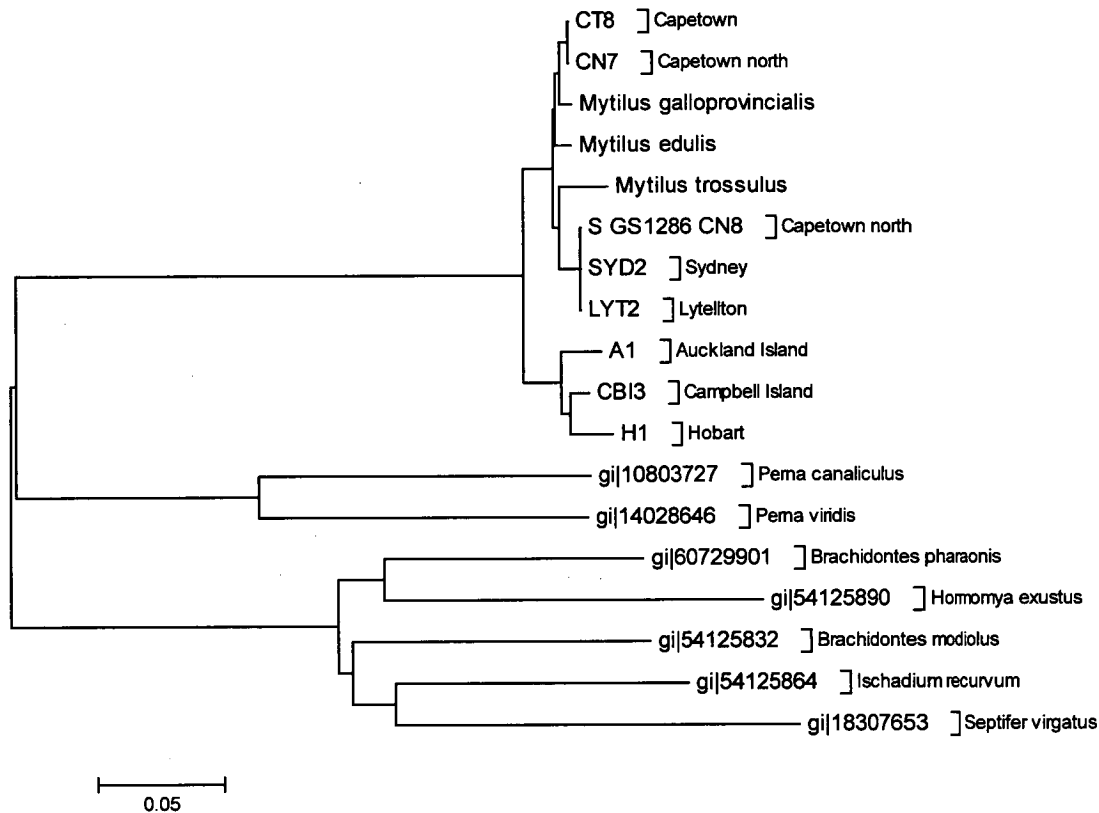 CT8 ] Capetown
CN7 ] Capetown north
Mytilus galloprovincialis
Mytilus edulis
Mytilus trossulus
S GS1286 CN8 ] Capetown north
SYD2 ] Sydney
LYT2 ] Lytellton
A1 ] Auckland Island
CBI3 ] Campbell Island
H1 ] Hobart
gi|10803727 ] Perna canaliculus
gi|14028646 ] Perna viridis
gi|60729901 ] Brachidontes pharaonis
gi|54125890 ] Hormomya exustus
gi|54125832 ] Brachidontes modiolus
gi|54125864 ] Ischadium recurvum
gi|18307653 ] Septifer virgatus
0.05